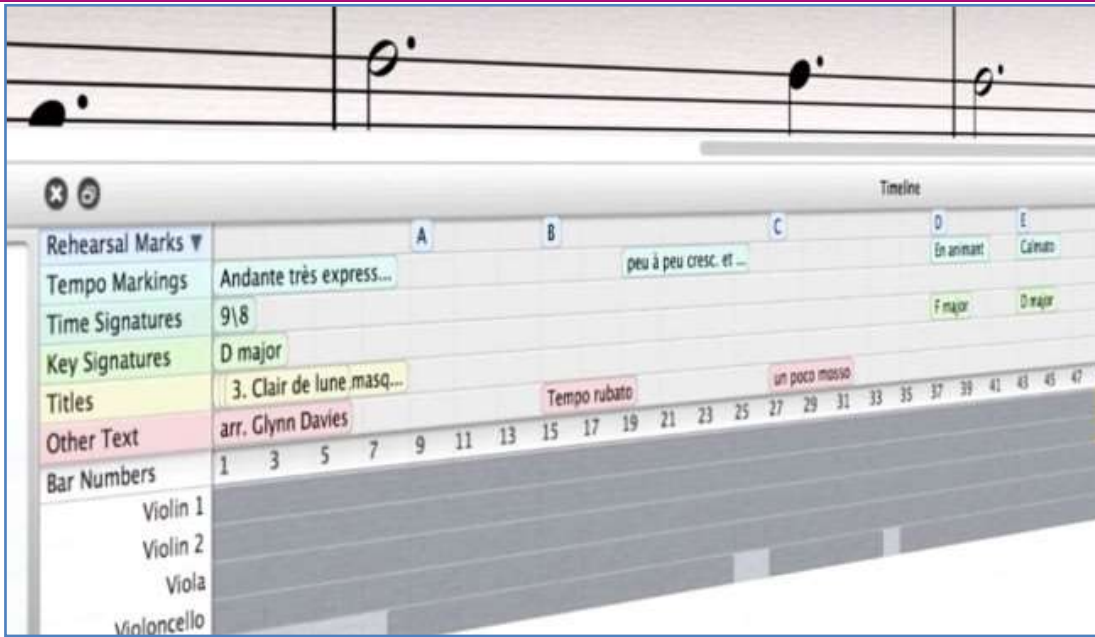 Timeline
Rehearsal Marks ▼ A B C D E
Tempo Markings Andante très express... peu à peu cresc. et ... En animant Calmato
Time Signatures 9\8
Key Signatures D major F major D major
Titles 3. Clair de lune masq...
Other Text arr. Glynn Davies Tempo rubato un poco mosso
Bar Numbers 1 3 5 7 9 11 13 15 17 19 21 23 25 27 29 31 33 35 37 39 41 43 45 47
Violin 1
Violin 2
Viola
Violoncello